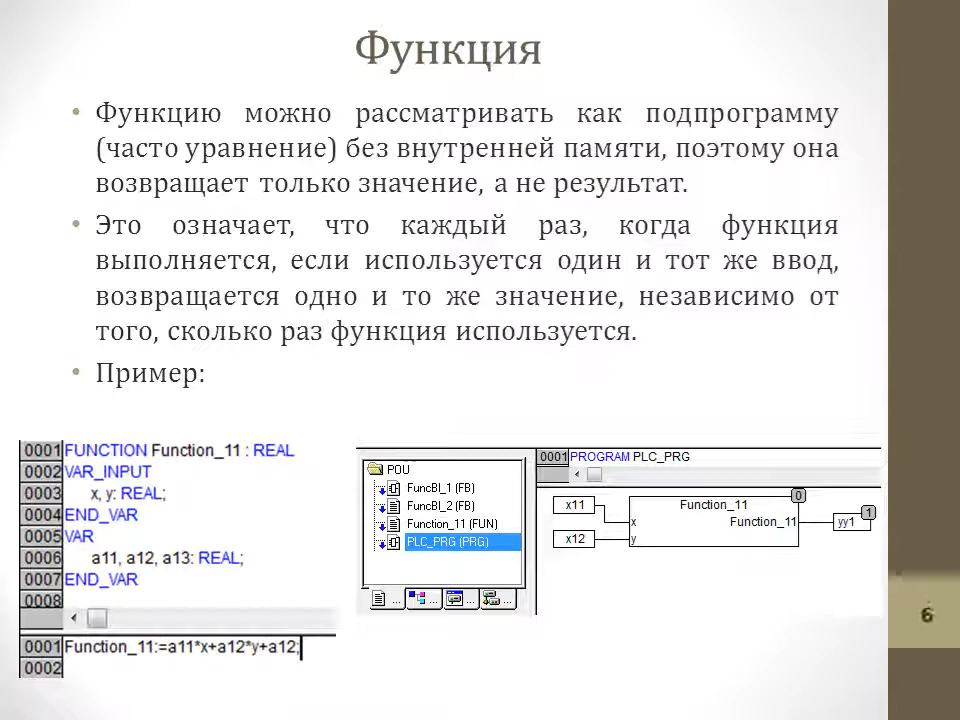 Функция
• Функцию можно рассматривать как подпрограмму
(часто уравнение) без внутренней памяти, поэтому она
возвращает только значение, а не результат.
• Это означает, что каждый раз, когда функция
выполняется, если используется один и тот же ввод,
возвращается одно и то же значение, независимо от
того, сколько раз функция используется.
• Пример:
0001 FUNCTION Function_11 : REAL
0002 VAR_INPUT
0003 x, y: REAL;
0004 END_VAR
0005 VAR
0006 a11, a12, a13: REAL;
0007 END_VAR
0008
0001 Function_11:=a11*x+a12*y+a12;
0002
POU
FuncBl_1 (FB)
FuncBl_2 (FB)
Function_11 (FUN)
PLC_PRG (PRG)
... ... ... ...
0001 PROGRAM PLC_PRG
0
x11 Function_11 1
x Function_11 yy1
x12 y
6